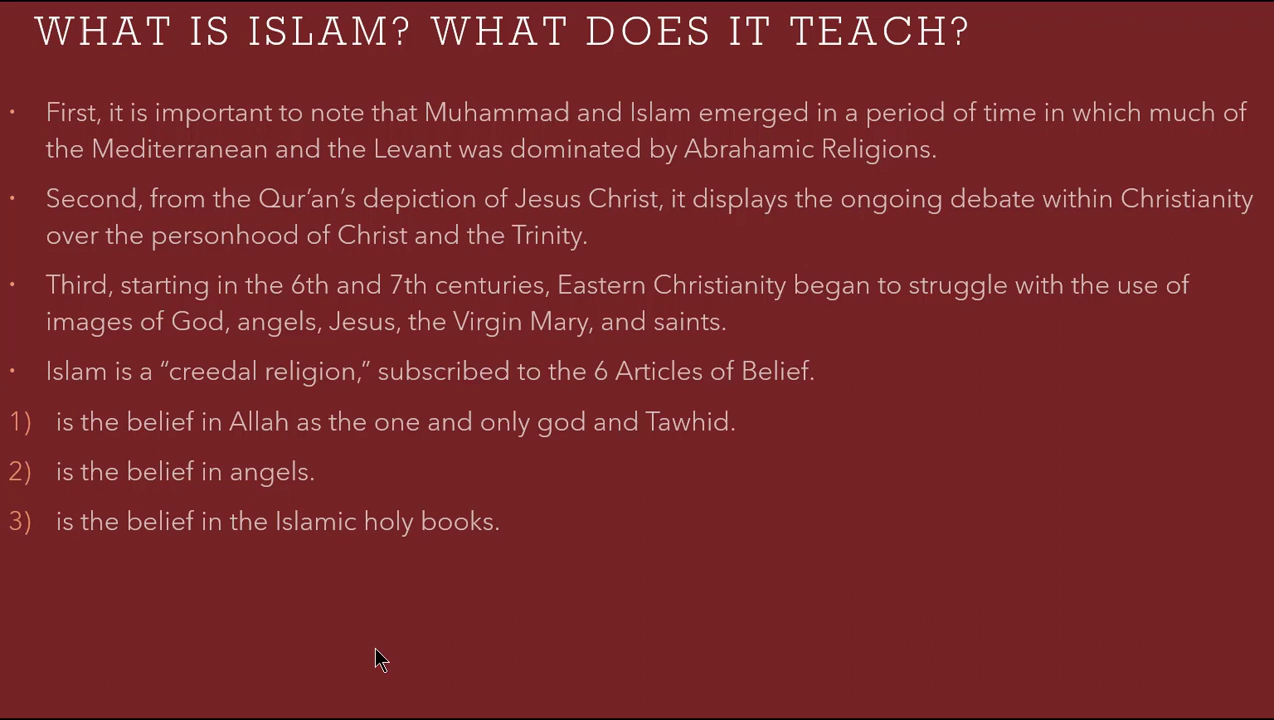 WHAT IS ISLAM? WHAT DOES IT TEACH?
• First, it is important to note that Muhammad and Islam emerged in a period of time in which much of
the Mediterranean and the Levant was dominated by Abrahamic Religions.
• Second, from the Qur’an’s depiction of Jesus Christ, it displays the ongoing debate within Christianity
over the personhood of Christ and the Trinity.
• Third, starting in the 6th and 7th centuries, Eastern Christianity began to struggle with the use of
images of God, angels, Jesus, the Virgin Mary, and saints.
• Islam is a “creedal religion,” subscribed to the 6 Articles of Belief.
1) is the belief in Allah as the one and only god and Tawhid.
2) is the belief in angels.
3) is the belief in the Islamic holy books.